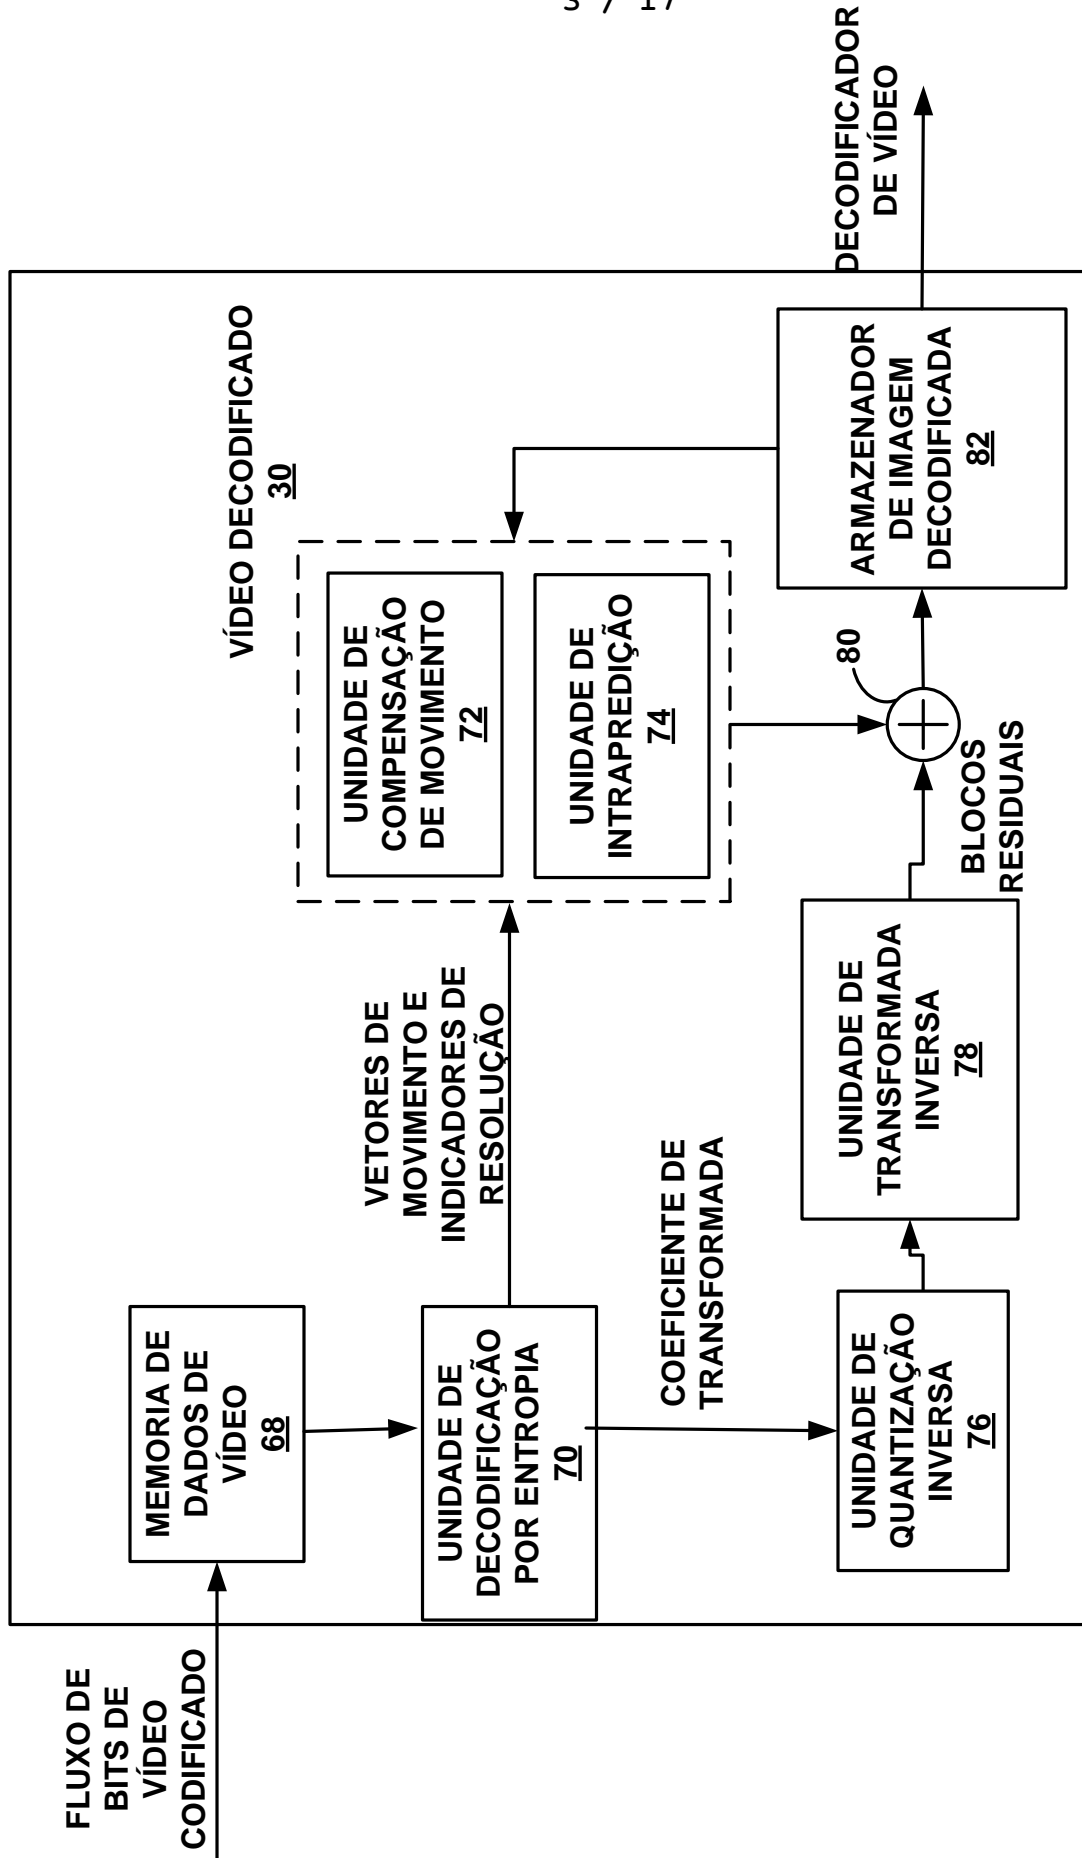 3 / 17
FLUXO DE
BITS DE
VÍDEO
CODIFICADO
VÍDEO DECODIFICADO
30
DECODIFICADOR
DE VÍDEO
MEMORIA DE
DADOS DE
VÍDEO
68
UNIDADE DE
DECODIFICAÇÃO
POR ENTROPIA
70
VETORES DE
MOVIMENTO E
INDICADORES DE
RESOLUÇÃO
UNIDADE DE
COMPENSAÇÃO
DE MOVIMENTO
72
UNIDADE DE
INTRAPREDIÇÃO
74
COEFICIENTE DE
TRANSFORMADA
UNIDADE DE
QUANTIZAÇÃO
INVERSA
76
UNIDADE DE
TRANSFORMADA
INVERSA
78
BLOCOS
RESIDUAIS
80
ARMAZENADOR
DE IMAGEM
DECODIFICADA
82